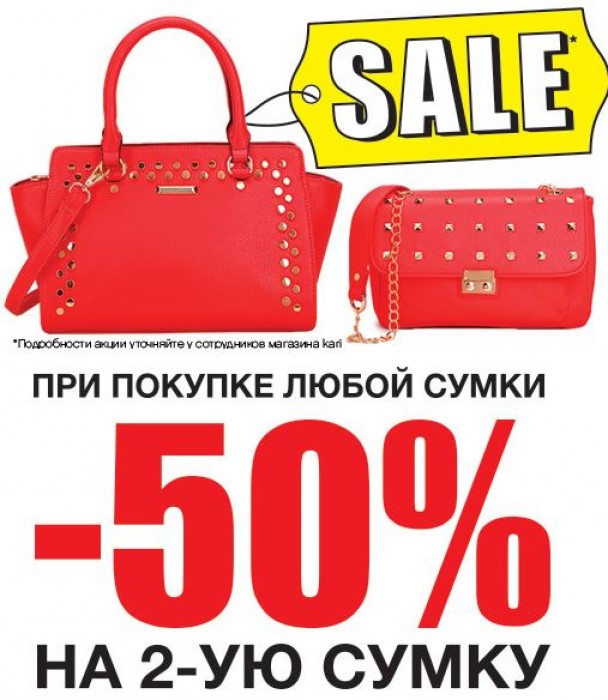 SALE*
*Подробности акции уточняйте у сотрудников магазина kari
ПРИ ПОКУПКЕ ЛЮБОЙ СУМКИ
-50%
НА 2-УЮ СУМКУ